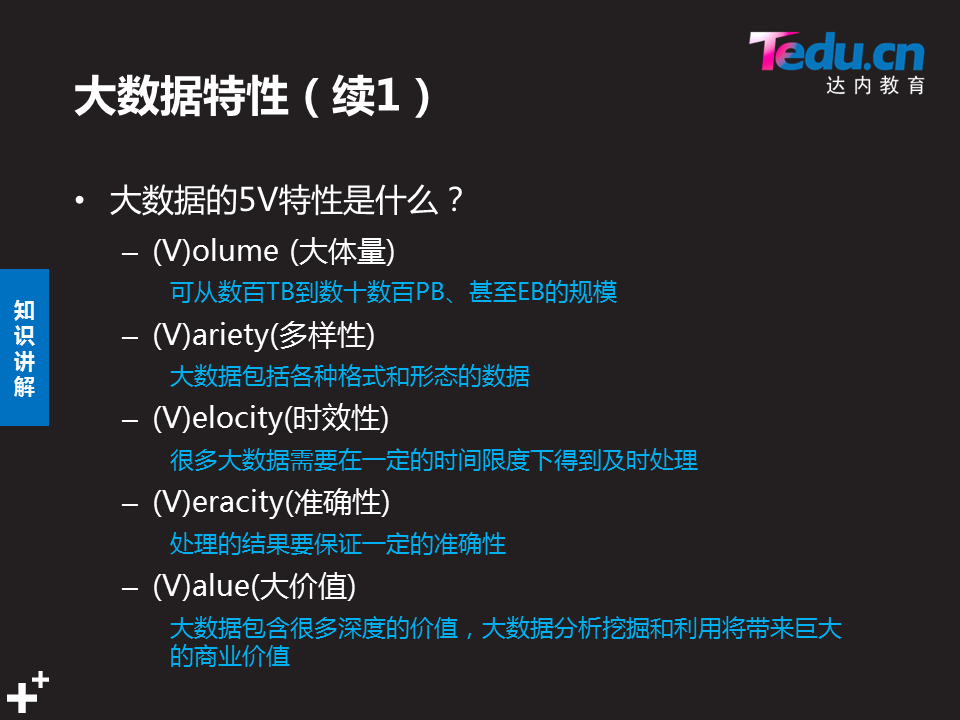 Tedu.cn
达内教育
大数据特性（续1）
• 大数据的5V特性是什么？
– (V)olume (大体量)
可从数百TB到数十数百PB、甚至EB的规模
– (V)ariety(多样性)
大数据包括各种格式和形态的数据
– (V)elocity(时效性)
很多大数据需要在一定的时间限度下得到及时处理
– (V)eracity(准确性)
处理的结果要保证一定的准确性
– (V)alue(大价值)
大数据包含很多深度的价值，大数据分析挖掘和利用将带来巨大
的商业价值
知
识
讲
解